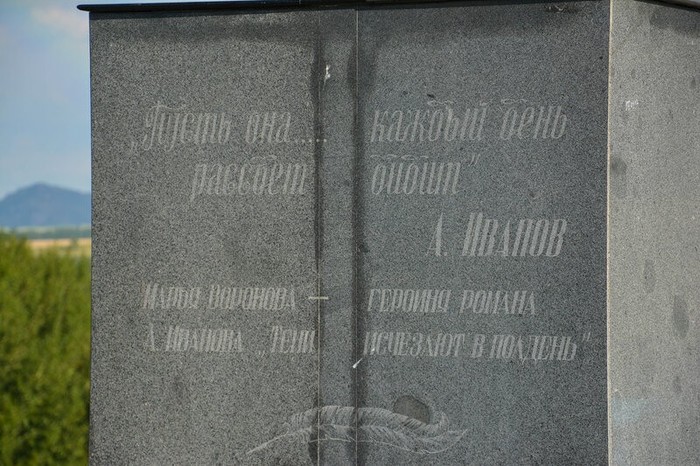 „Пусть она..... каждый день
рассвет видит"
А. Иванов
Марья Воронова – героиня романа
А. Иванова „Тени исчезают в полдень"